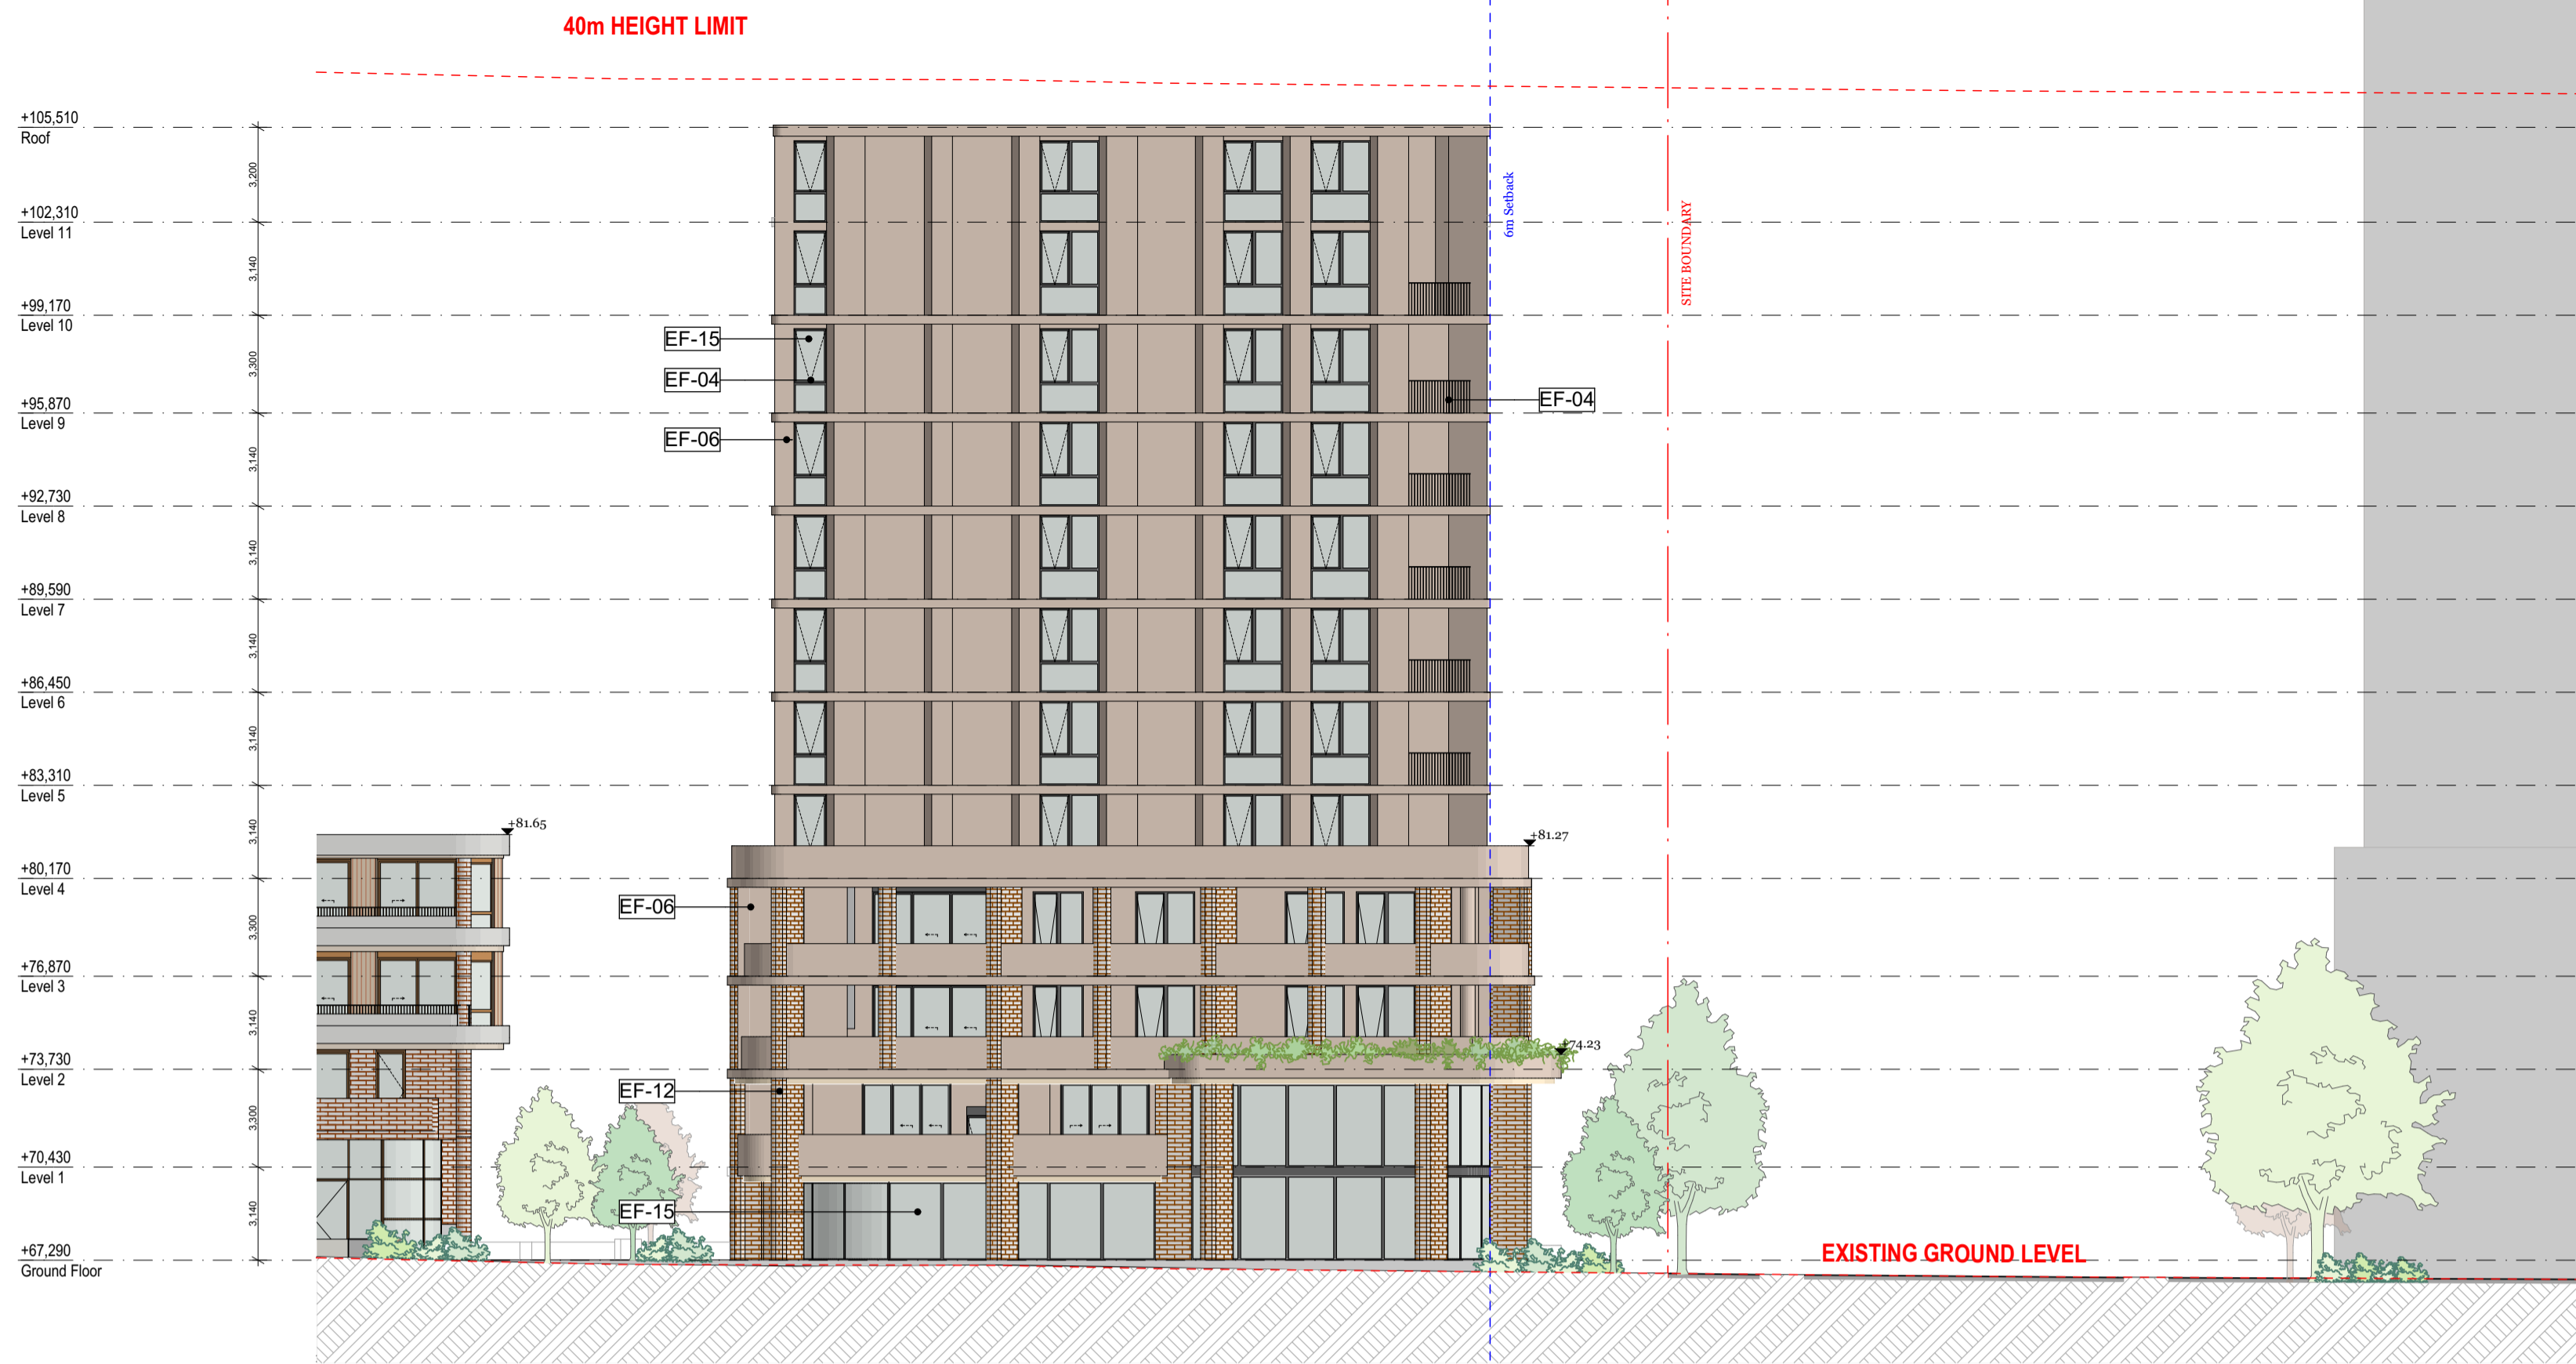 40m HEIGHT LIMIT
+105,510
Roof
3,200
+102,310
Level 11
6m Setback
SITE BOUNDARY
3,140
+99,170
Level 10
EF-15
3,300
EF-04
+95,870
Level 9
EF-04
EF-06
3,140
+92,730
Level 8
3,140
+89,590
Level 7
3,140
+86,450
Level 6
3,140
+83,310
Level 5
3,140
+81.65
+81.27
+80,170
Level 4
EF-06
3,300
+76,870
Level 3
3,140
+74.23
+73,730
Level 2
EF-12
3,300
+70,430
Level 1
EF-15
3,140
+67,290
Ground Floor
EXISTING GROUND LEVEL